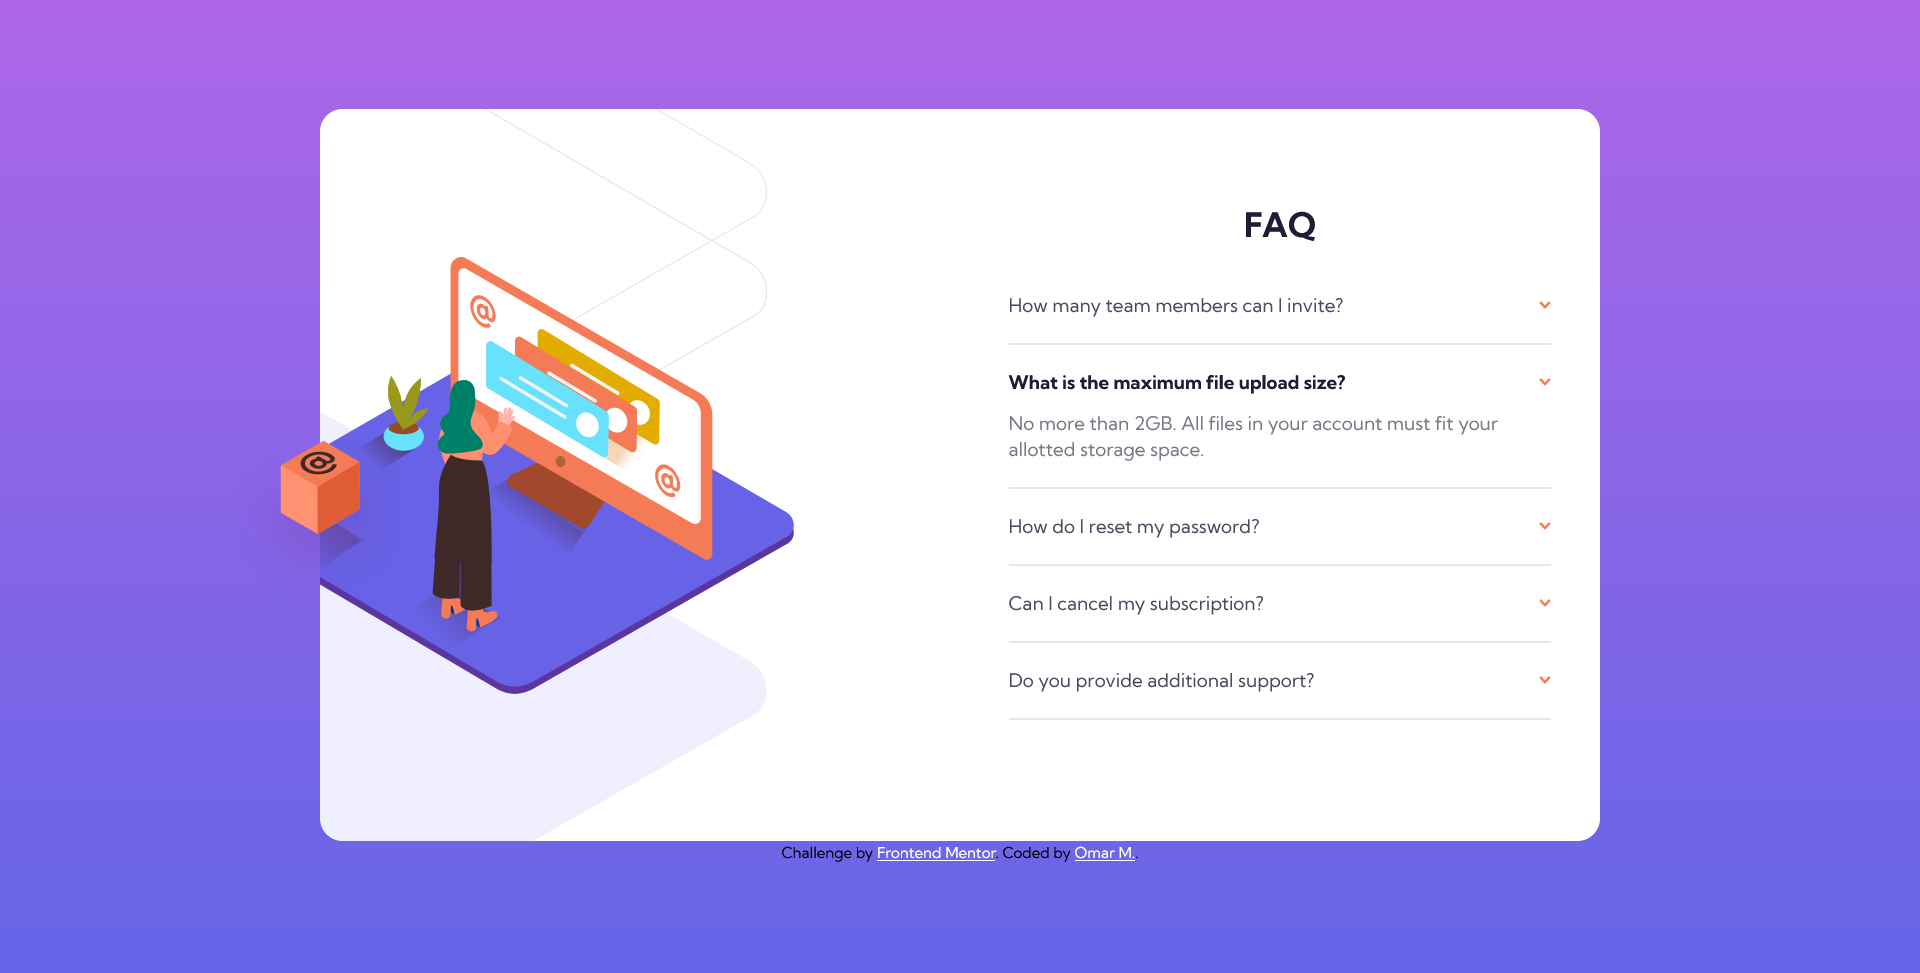 FAQ
How many team members can I invite?
What is the maximum file upload size?
No more than 2GB. All files in your account must fit your
allotted storage space.
How do I reset my password?
Can I cancel my subscription?
Do you provide additional support?
@
@
@
Challenge by Frontend Mentor. Coded by Omar M..